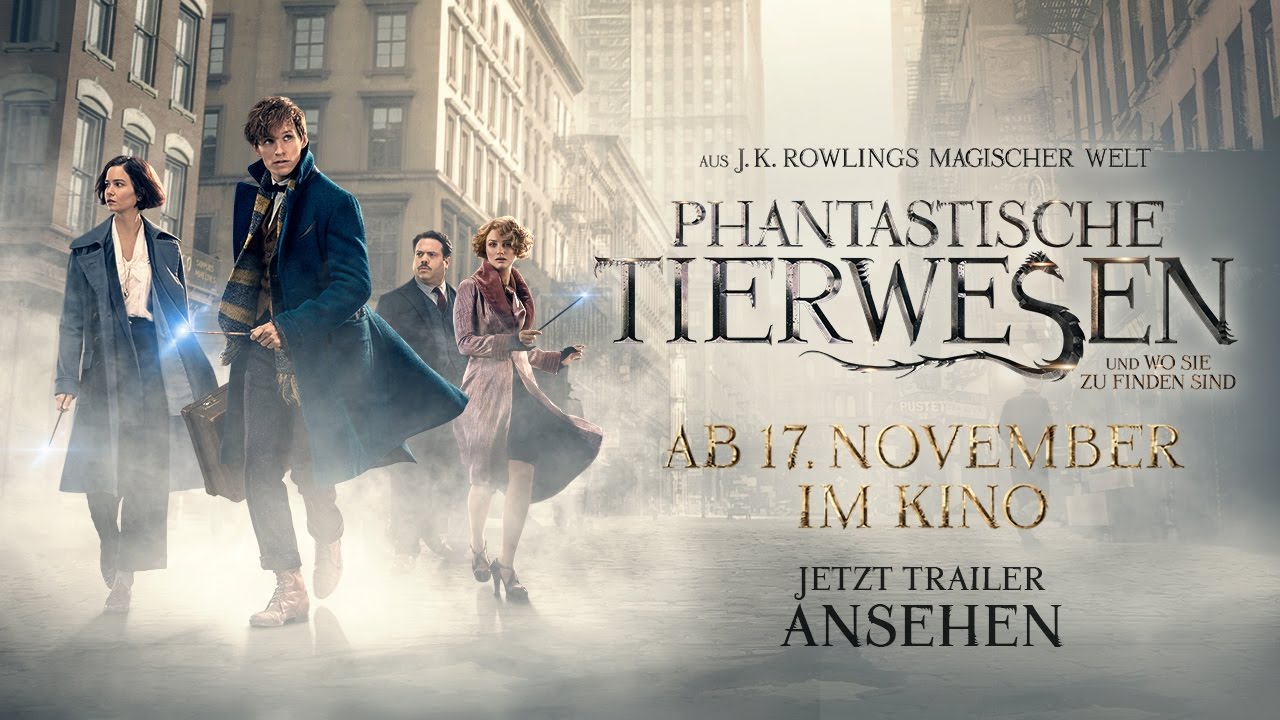 AUS J.K. ROWLINGS MAGISCHER WELT
PHANTASTISCHE
TIERWESEN
UND WO SIE
ZU FINDEN SIND
AB 17. NOVEMBER
IM KINO
JETZT TRAILER
ANSEHEN